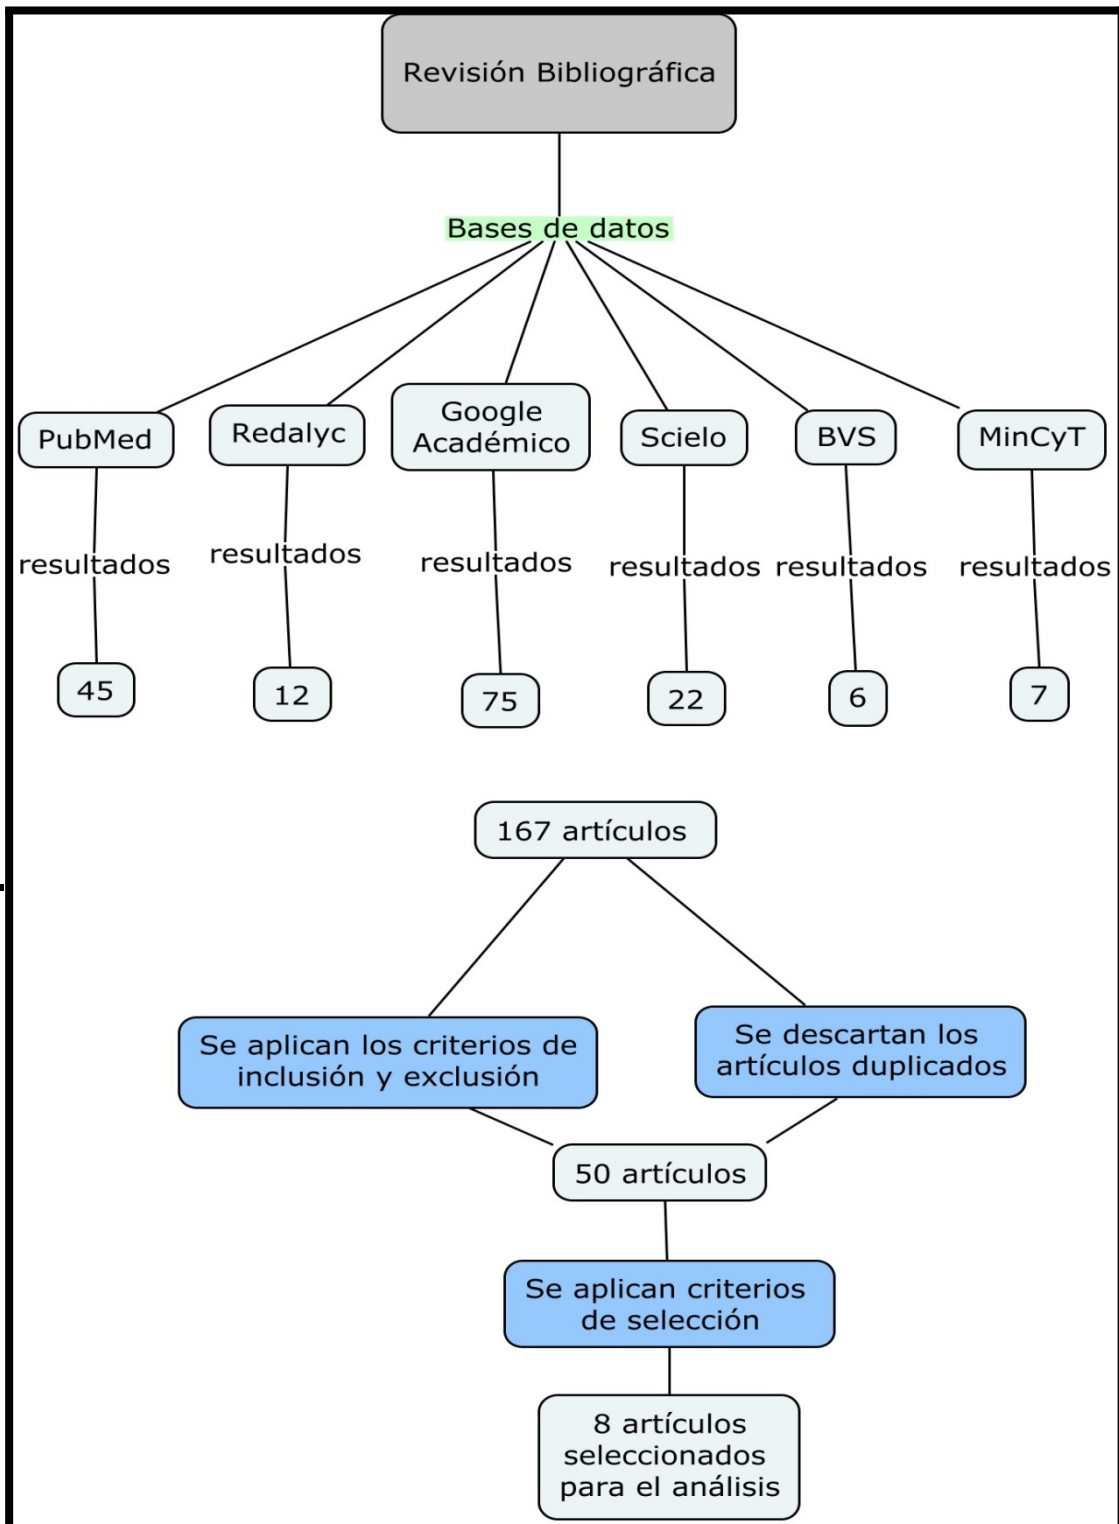 Revisión Bibliográfica
Bases de datos
PubMed
Redalyc
Google
Académico
Scielo
BVS
MinCyT
resultados
resultados
resultados
resultados
resultados
resultados
45
12
75
22
6
7
167 artículos
Se aplican los criterios de
inclusión y exclusión
Se descartan los
artículos duplicados
50 artículos
Se aplican criterios
de selección
8 artículos
seleccionados
para el análisis